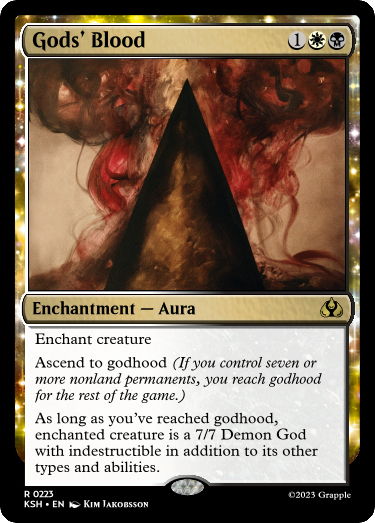 Gods’ Blood 1
Enchantment — Aura
Enchant creature
Ascend to godhood (If you control seven or
more nonland permanents, you reach godhood
for the rest of the game.)
As long as you’ve reached godhood,
enchanted creature is a 7/7 Demon God
with indestructible in addition to its other
types and abilities.
R 0223
KSH • EN Kim Jakobsson
©2023 Grapple